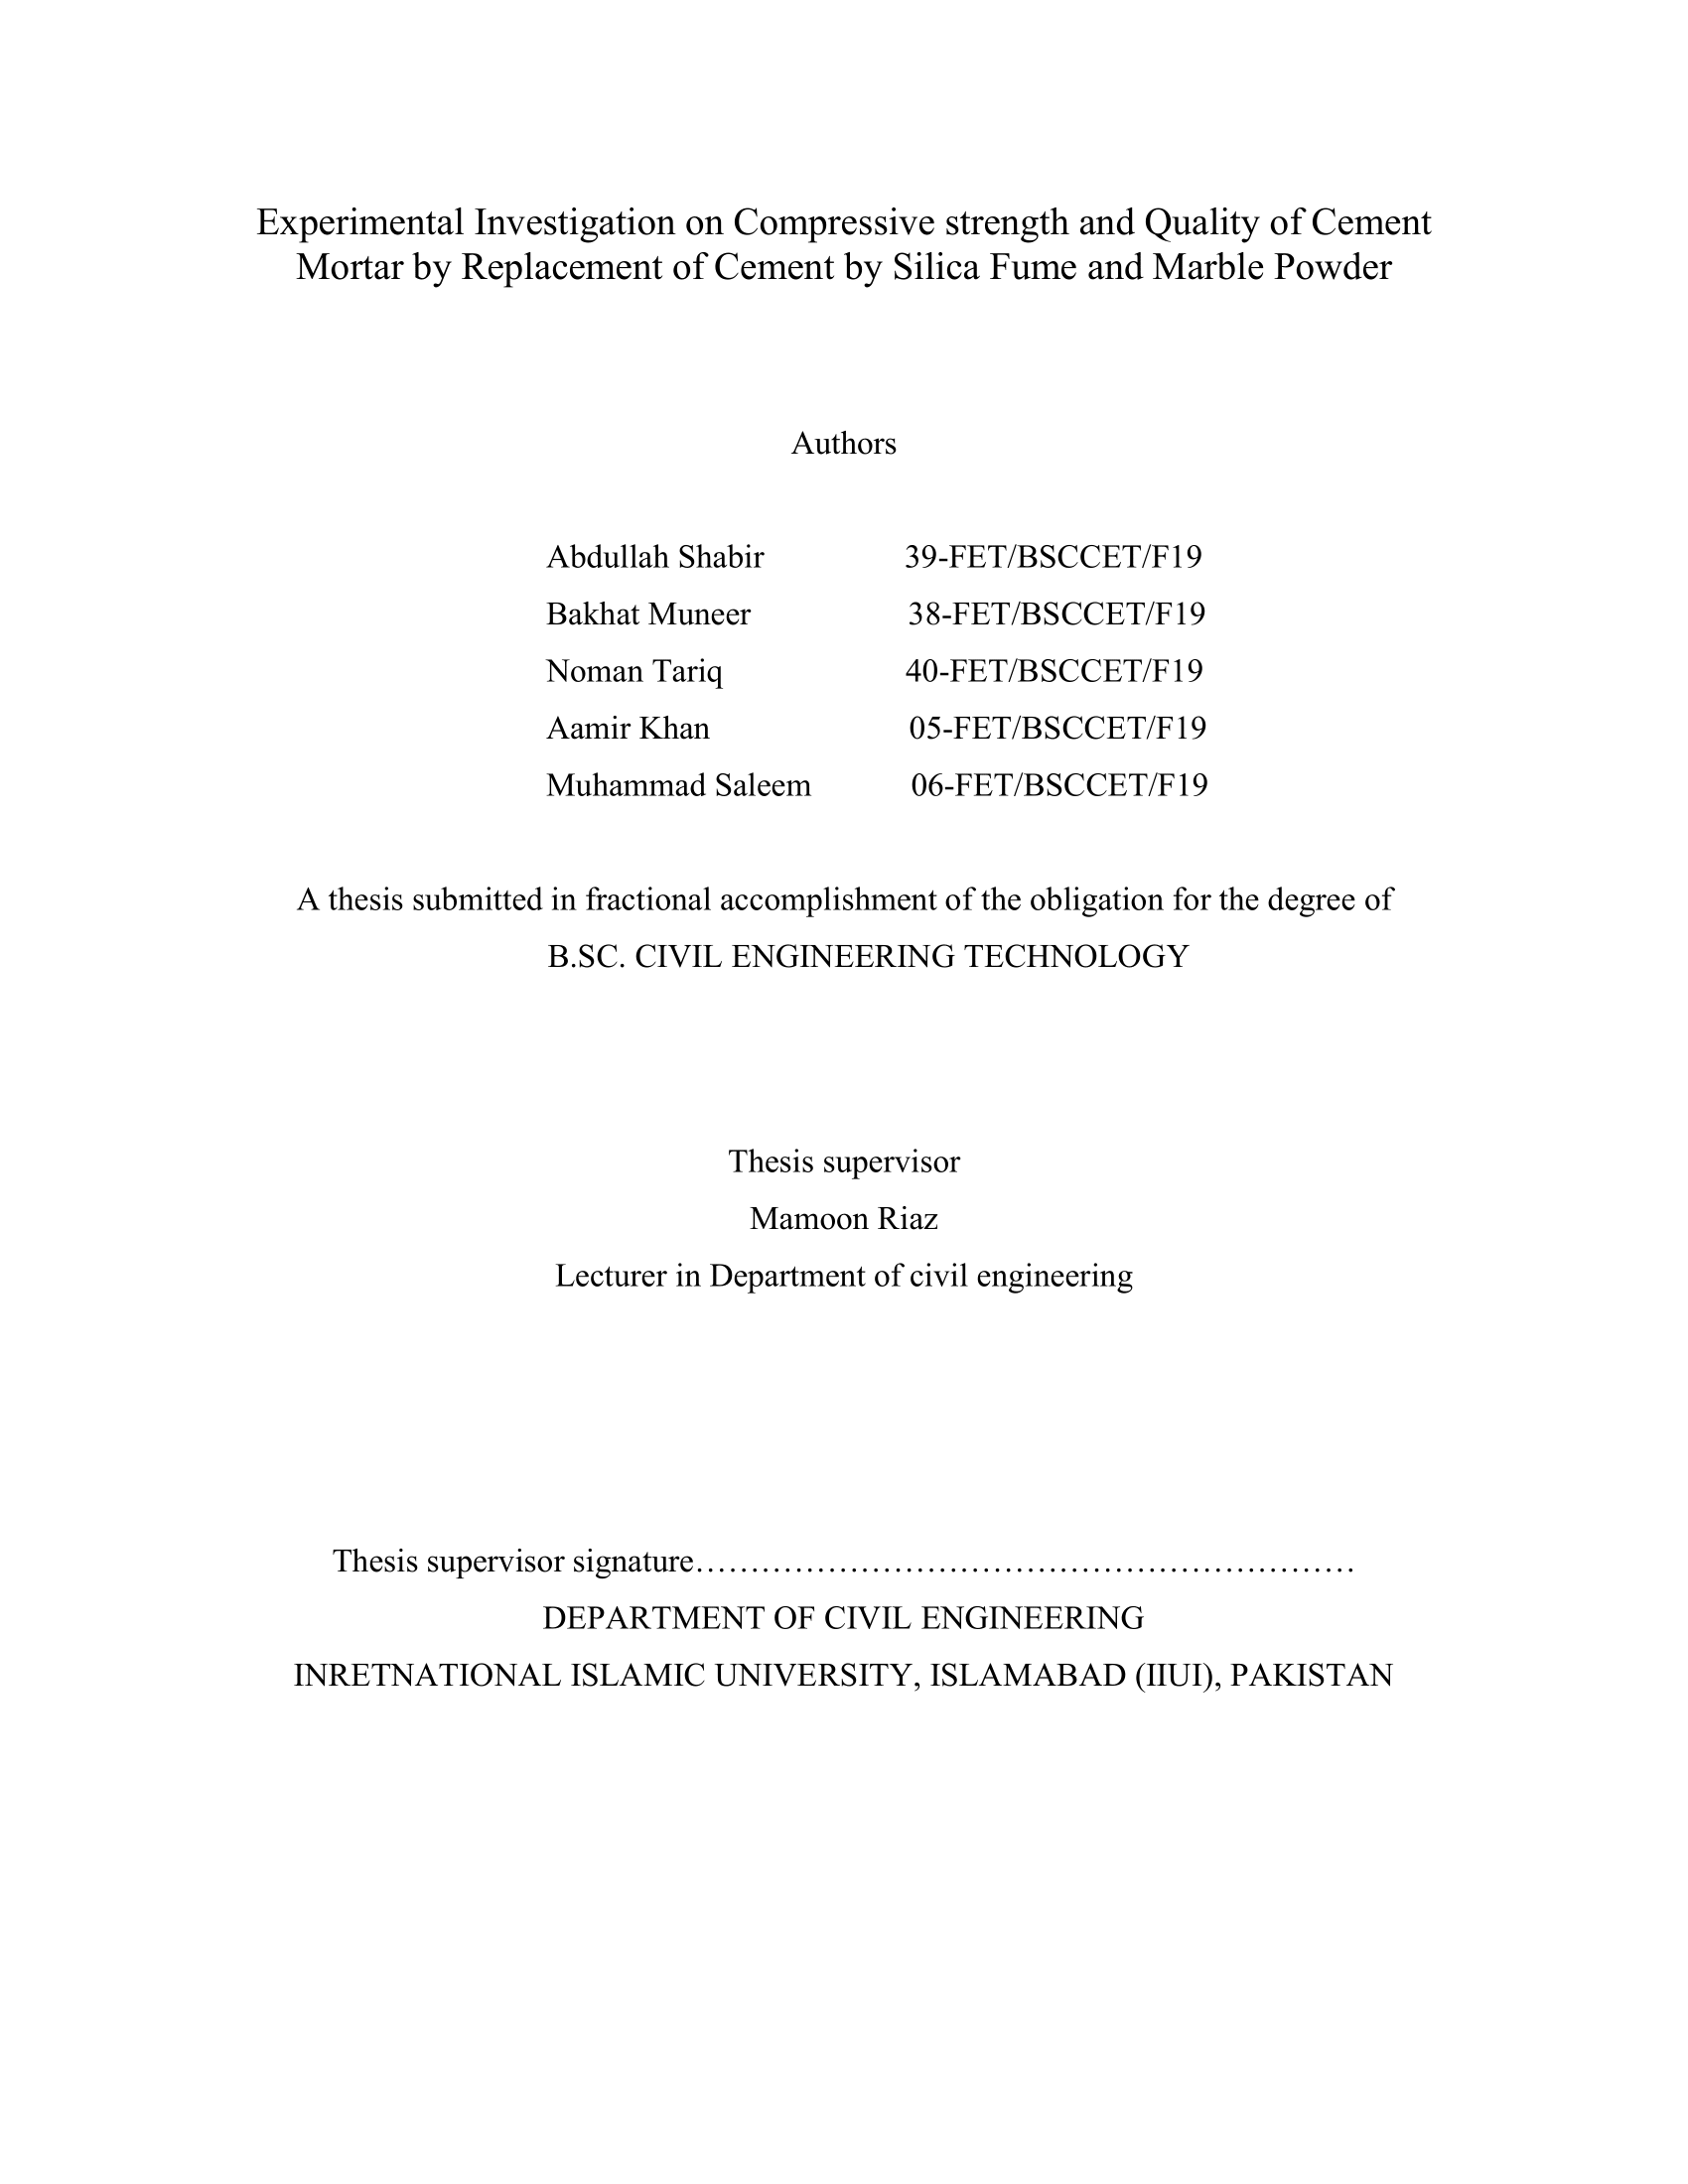 Experimental Investigation on Compressive strength and Quality of Cement
Mortar by Replacement of Cement by Silica Fume and Marble Powder
Authors
Abdullah Shabir 39-FET/BSCCET/F19
Bakhat Muneer 38-FET/BSCCET/F19
Noman Tariq 40-FET/BSCCET/F19
Aamir Khan 05-FET/BSCCET/F19
Muhammad Saleem 06-FET/BSCCET/F19
A thesis submitted in fractional accomplishment of the obligation for the degree of
B.SC. CIVIL ENGINEERING TECHNOLOGY
Thesis supervisor
Mamoon Riaz
Lecturer in Department of civil engineering
Thesis supervisor signature……………………………………………………
DEPARTMENT OF CIVIL ENGINEERING
INRETNATIONAL ISLAMIC UNIVERSITY, ISLAMABAD (IIUI), PAKISTAN